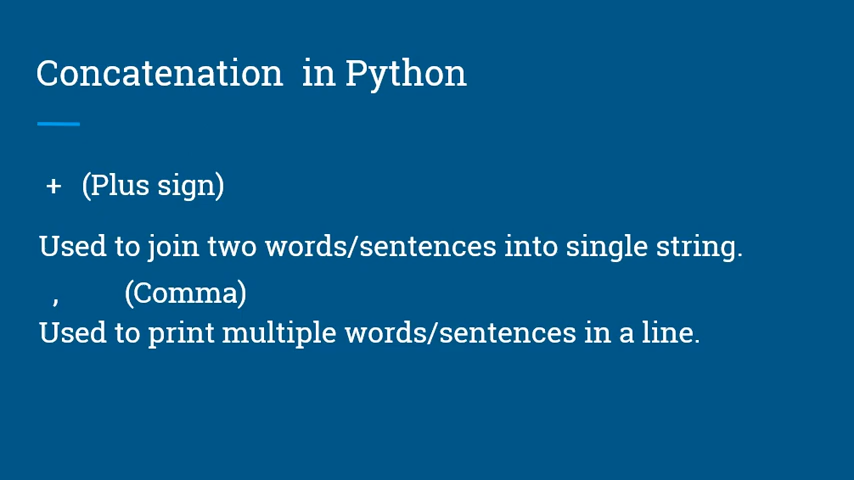 Concatenation in Python
+ (Plus sign)
Used to join two words/sentences into single string.
, (Comma)
Used to print multiple words/sentences in a line.